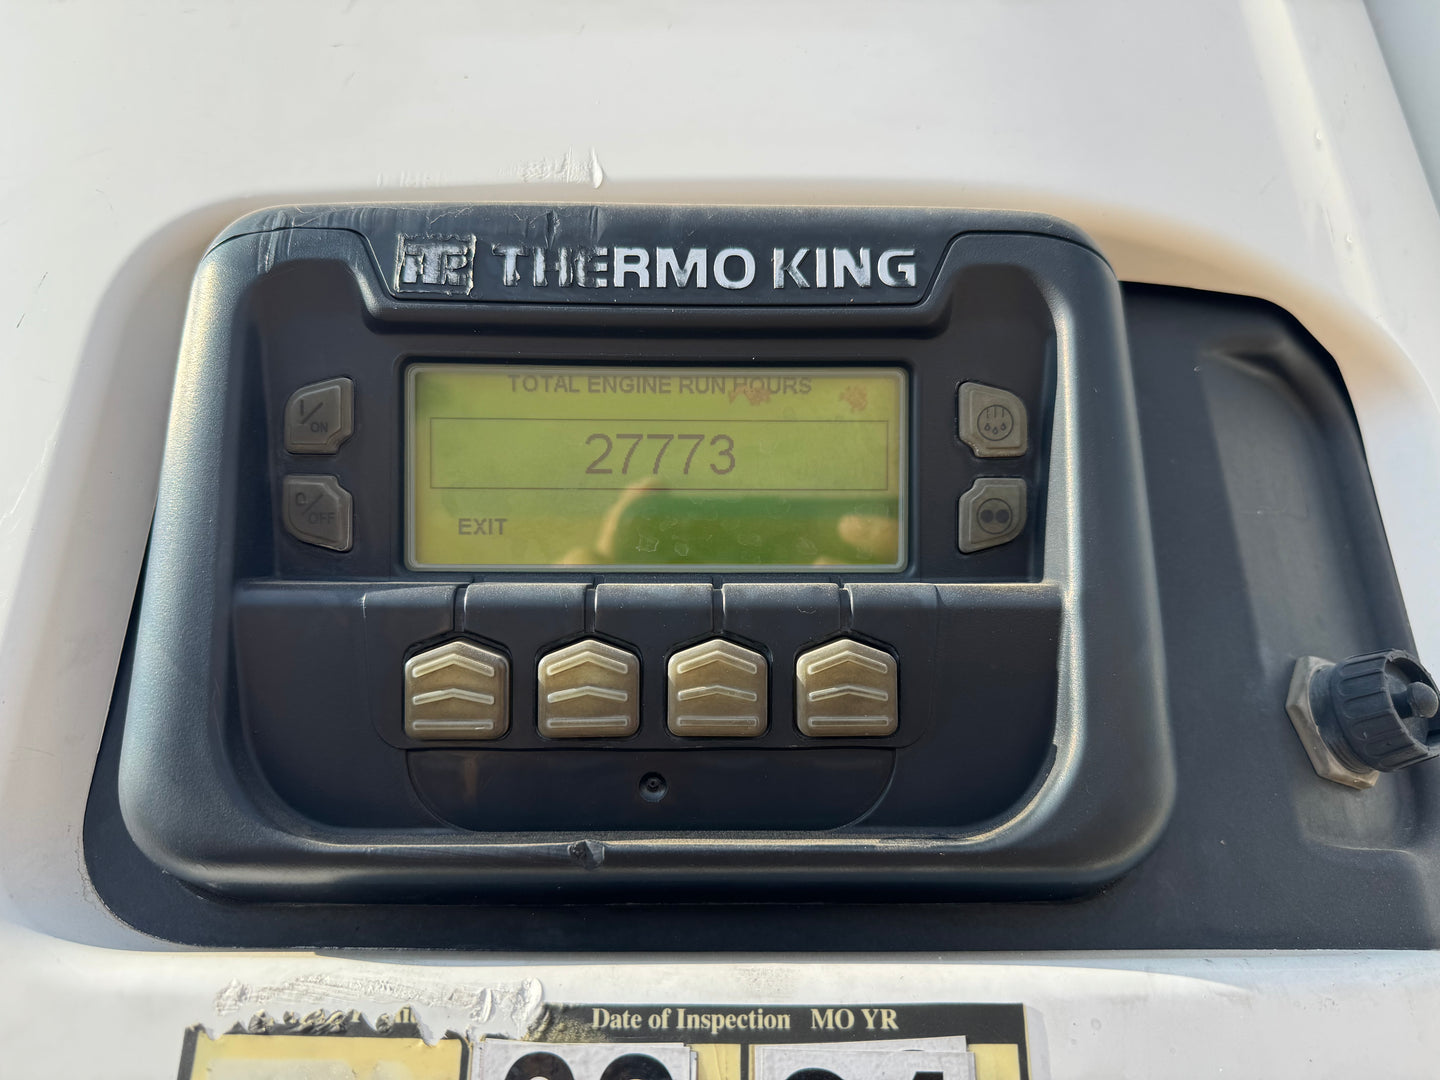 THERMO KING
I/ON
O/OFF
TOTAL ENGINE RUN HOURS
27773
EXIT
Date of Inspection MO YR